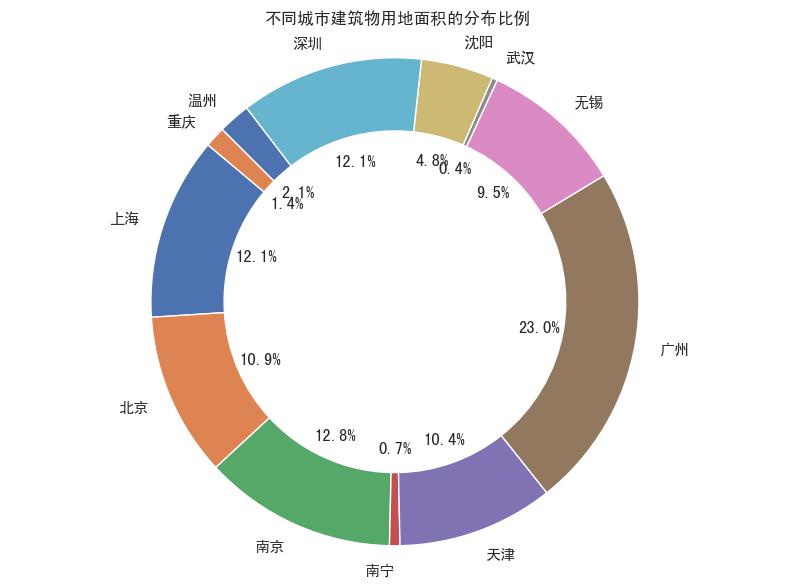 不同城市建筑物用地面积的分布比例
深圳
沈阳
武汉
无锡
温州
重庆
上海
广州
北京
南京
南宁
天津
12.1%
4.8%
0.4%
9.5%
2.1%
1.4%
12.1%
23.0%
10.9%
12.8%
0.7%
10.4%